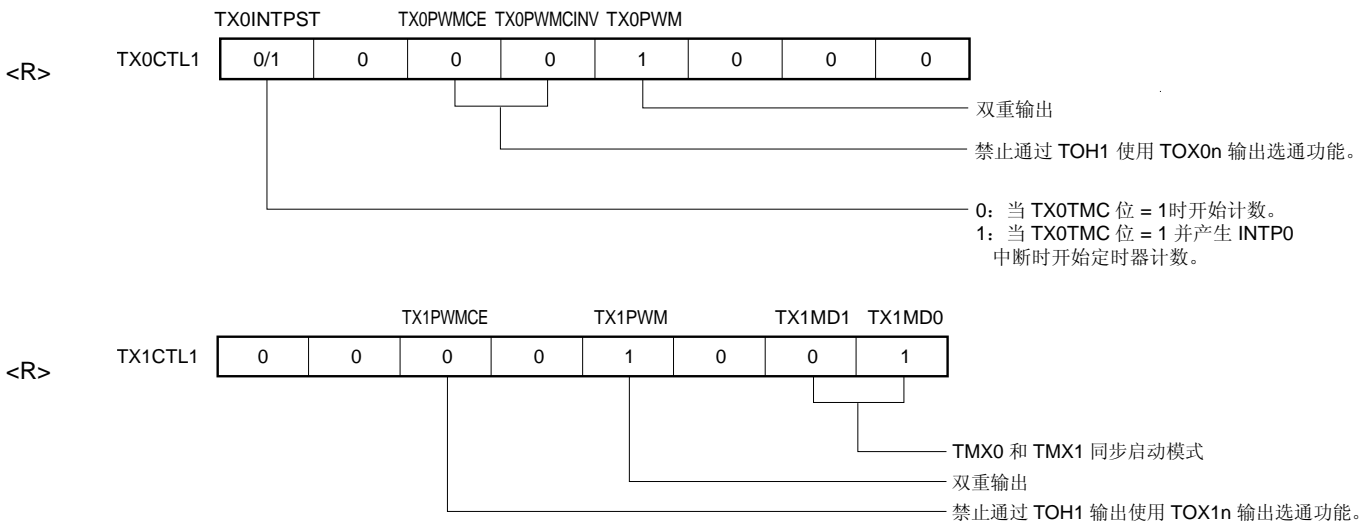 TX0INTPST TX0PWMCE TX0PWMCINV TX0PWM
<R> TX0CTL1 0/1 0 0 0 1 0 0 0
双重输出
禁止通过 TOH1 使用 TOX0n 输出选通功能。
0：当 TX0TMC 位 = 1时开始计数。
1：当 TX0TMC 位 = 1 并产生 INTP0
中断时开始定时器计数。
TX1PWMCE TX1PWM TX1MD1 TX1MD0
<R> TX1CTL1 0 0 0 0 1 0 0 1
TMX0 和 TMX1 同步启动模式
双重输出
禁止通过 TOH1 输出使用 TOX1n 输出选通功能。